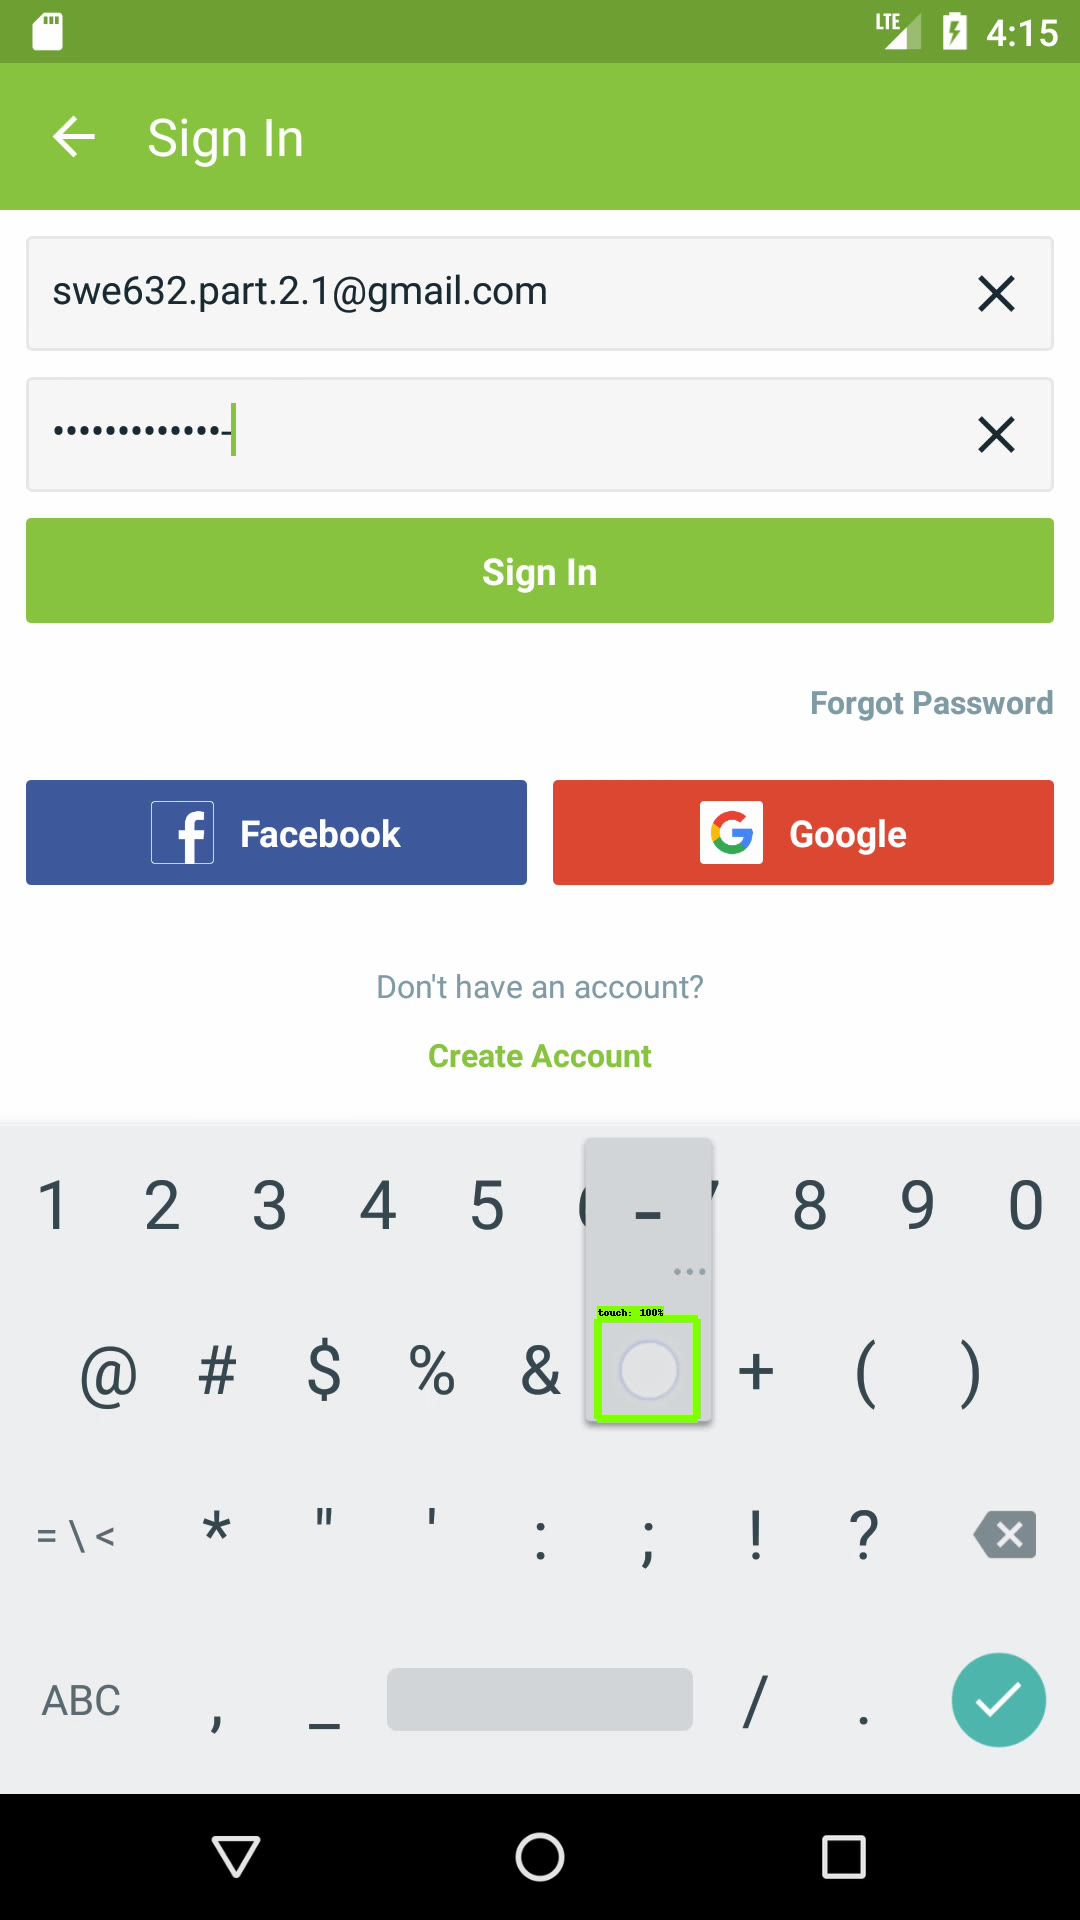 LTE 4:15
Sign In
swe632.part.2.1@gmail.com
•••••••••••••-
Sign In
Forgot Password
Facebook Google
Don't have an account?
Create Account
1 2 3 4 5 - 8 9 0
...
touch: 100%
@ # $ % & + ( )
= \ < * " ' : ; ! ?
ABC , _ / .